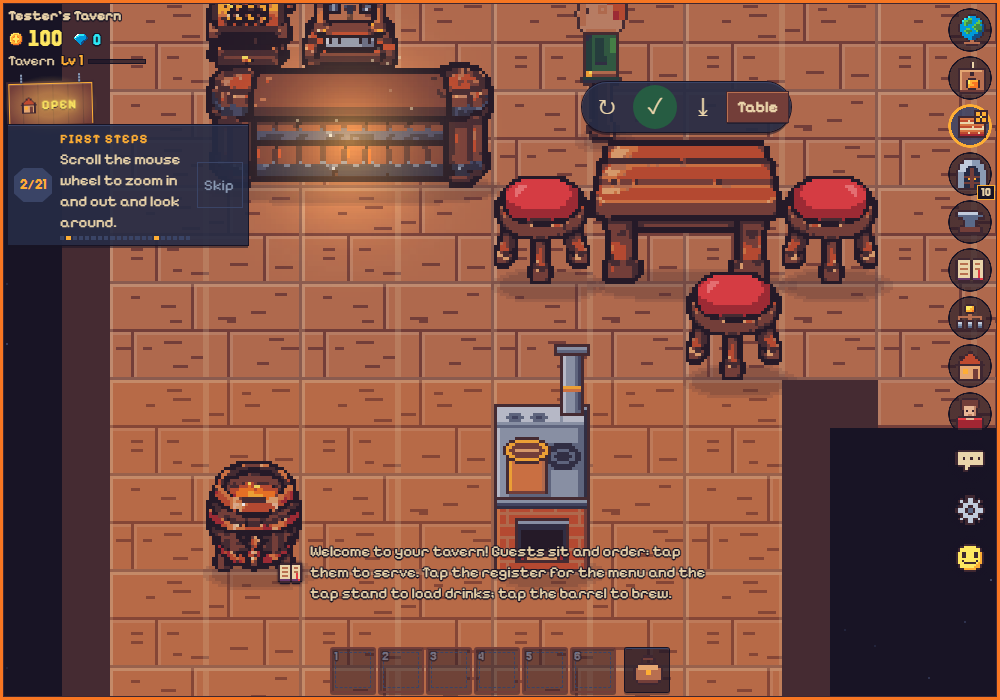 Tester's Tavern
100 0
Tavern Lv 1
OPEN
FIRST STEPS
2/21
Scroll the mouse
wheel to zoom in
and out and look
around.
Skip
Table
10
Welcome to your tavern! Guests sit and order: tap
them to serve. Tap the register for the menu and the
tap stand to load drinks; tap the barrel to brew.
1 2 3 4 5 6